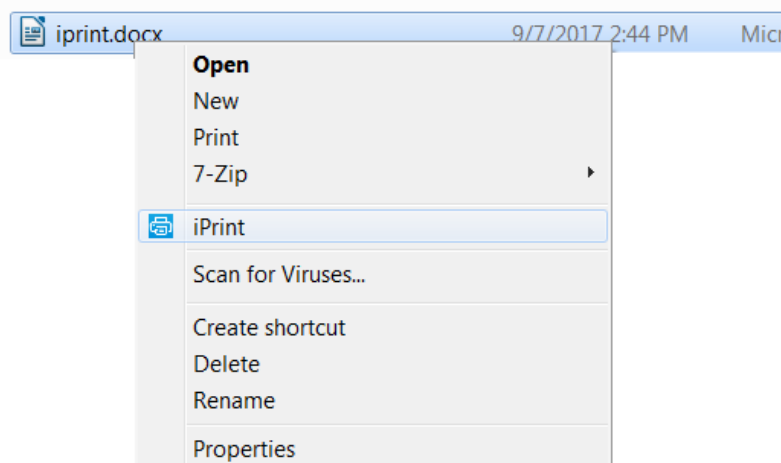 iprint.docx 9/7/2017 2:44 PM
Open
New
Print
7-Zip
iPrint
Scan for Viruses...
Create shortcut
Delete
Rename
Properties